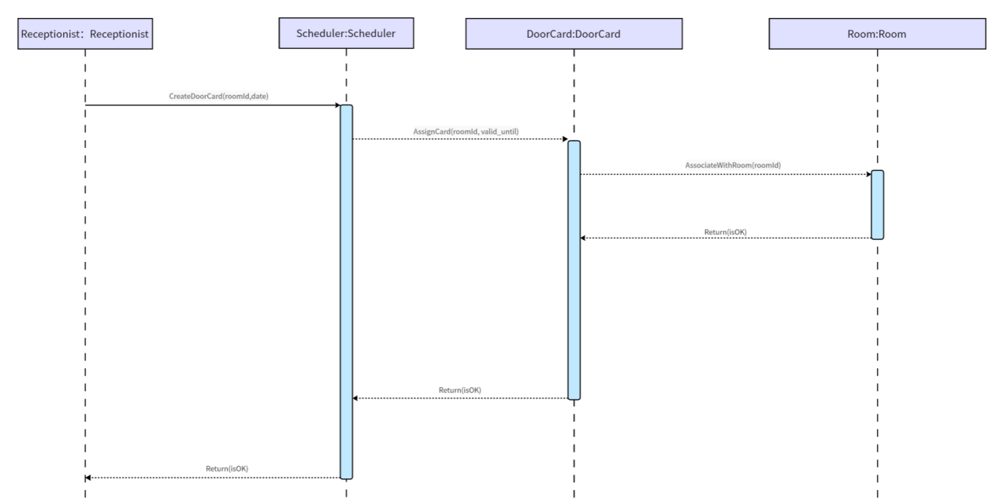 Receptionist： Receptionist
Scheduler:Scheduler
DoorCard:DoorCard
Room:Room
CreateDoorCard(roomId,date)
AssignCard(roomId, valid_until)
AssociateWithRoom(roomId)
Return(isOK)
Return(isOK)
Return(isOK)